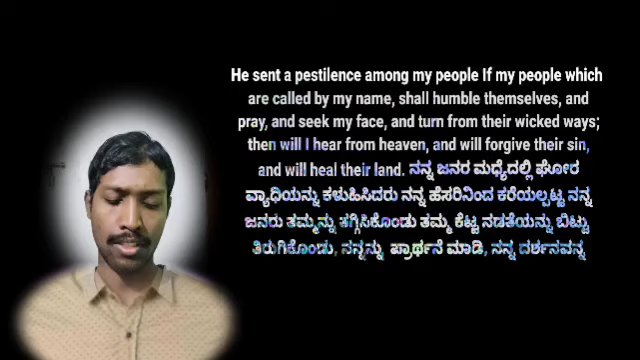 He sent a pestilence among my people If my people which
are called by my name, shall humble themselves, and
pray, and seek my face, and turn from their wicked ways;
then will I hear from heaven, and will forgive their sin,
and will heal their land. ನನ್ನ ಜನರ ಮಧ್ಯೆದಲ್ಲಿ ಘೋರ
ವ್ಯಾಧಿಯನ್ನು ಕಳುಹಿಸಿದರು ನನ್ನ ಹೆಸರಿನಿಂದ ಕರೆಯಲ್ಪಟ್ಟ ನನ್ನ
ಜನರು ತಮ್ಮನ್ನು ತಗ್ಗಿಸಿಕೊಂಡು ತಮ್ಮ ಕೆಟ್ಟ ನಡತೆಯನ್ನು ಬಿಟ್ಟು
ತಿರುಗಿಕೊಂಡು, ನನ್ನನ್ನು ಪ್ರಾರ್ಥನೆ ಮಾಡಿ, ನನ್ನ ದರ್ಶನವನ್ನ